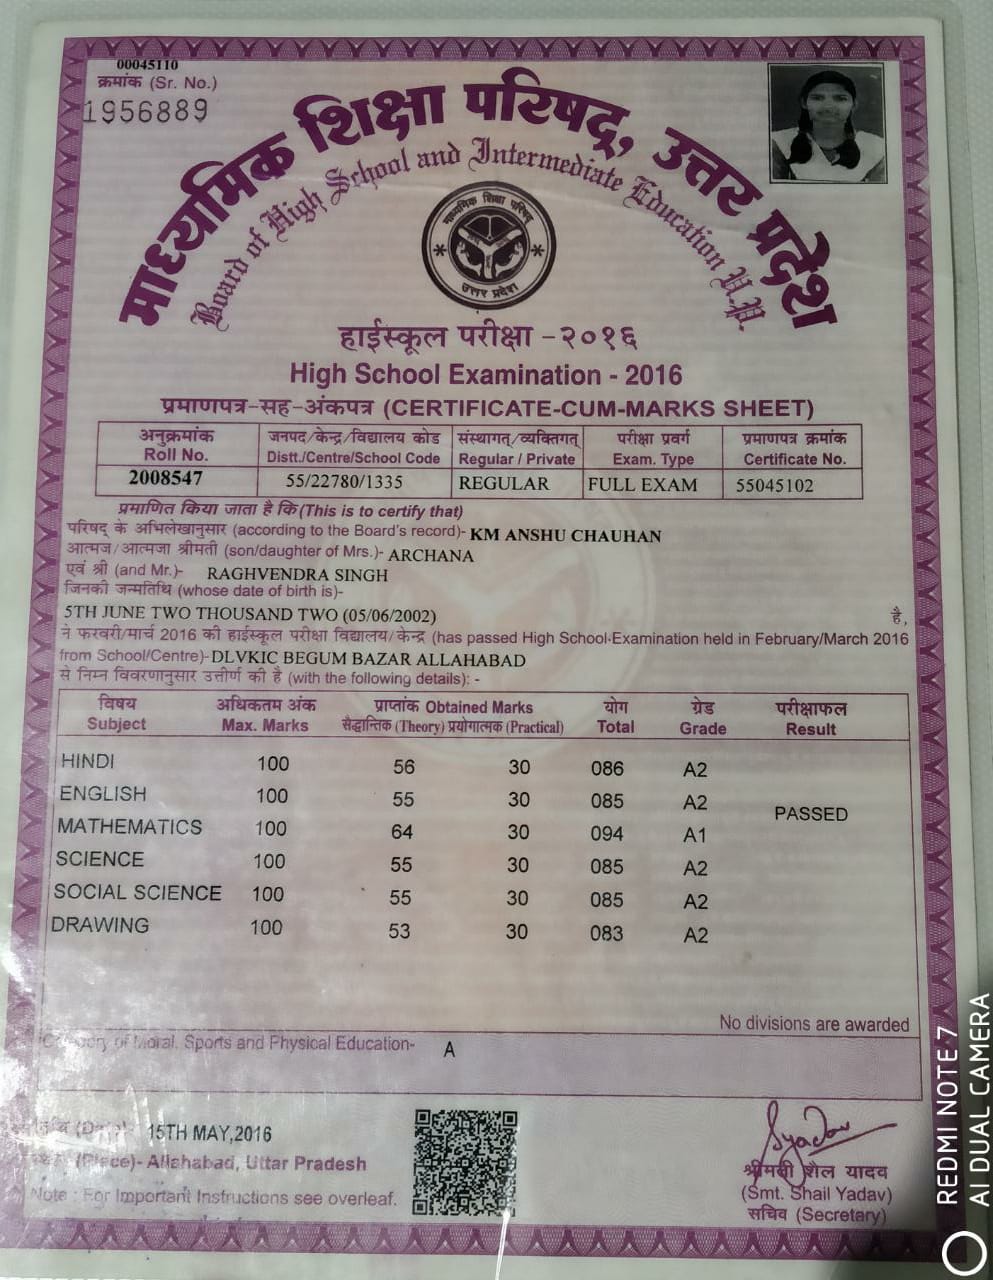 00045110
क्रमांक (Sr. No.)
1956889
माध्यमिक शिक्षा परिषद्, उत्तर प्रदेश
Board of High School and Intermediate Education U.P.
माध्यमिक शिक्षा परिषद्
उत्तर प्रदेश
हाईस्कूल परीक्षा -२०१६
High School Examination - 2016
प्रमाणपत्र-सह-अंकपत्र (CERTIFICATE-CUM-MARKS SHEET)
अनुक्रमांक जनपद/केन्द्र/विद्यालय कोड संस्थागत्/व्यक्तिगत् परीक्षा प्रवर्ग प्रमाणपत्र क्रमांक
Roll No. Distt./Centre/School Code Regular / Private Exam. Type Certificate No.
2008547 55/22780/1335 REGULAR FULL EXAM 55045102
प्रमाणित किया जाता है कि (This is to certify that)
परिषद् के अभिलेखानुसार (according to the Board's record)- KM ANSHU CHAUHAN
आत्मज/आत्मजा श्रीमती (son/daughter of Mrs.)- ARCHANA
एवं श्री (and Mr.)- RAGHVENDRA SINGH
जिनकी जन्मतिथि (whose date of birth is)-
5TH JUNE TWO THOUSAND TWO (05/06/2002) है,
ने फरवरी/मार्च 2016 की हाईस्कूल परीक्षा विद्यालय/केन्द्र (has passed High School Examination held in February/March 2016
from School/Centre)- DLVKIC BEGUM BAZAR ALLAHABAD
से निम्न विवरणानुसार उत्तीर्ण की है (with the following details): -
विषय अधिकतम अंक प्राप्तांक Obtained Marks योग ग्रेड परीक्षाफल
Subject Max. Marks सैद्धान्तिक (Theory) प्रयोगात्मक (Practical) Total Grade Result
HINDI 100 56 30 086 A2
ENGLISH 100 55 30 085 A2 PASSED
MATHEMATICS 100 64 30 094 A1
SCIENCE 100 55 30 085 A2
SOCIAL SCIENCE 100 55 30 085 A2
DRAWING 100 53 30 083 A2
No divisions are awarded
Category of Moral, Sports and Physical Education- A
(Date)- 15TH MAY,2016
(Place)- Allahabad, Uttar Pradesh
Note : For Important Instructions see overleaf.
श्रीमती शैल यादव
(Smt. Shail Yadav)
सचिव (Secretary)
REDMI NOTE 7
AI DUAL CAMERA